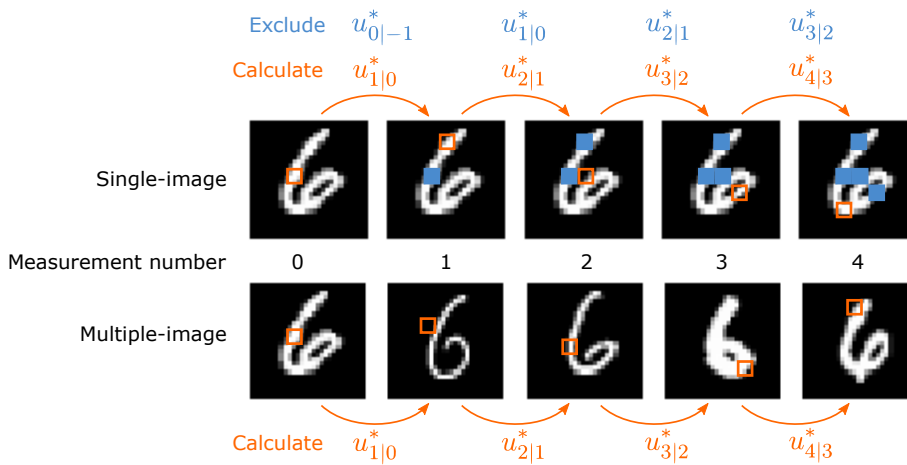 Exclude u*0|−1 u*1|0 u*2|1 u*3|2
Calculate u*1|0 u*2|1 u*3|2 u*4|3
Single-image
Measurement number 0 1 2 3 4
Multiple-image
Calculate u*1|0 u*2|1 u*3|2 u*4|3